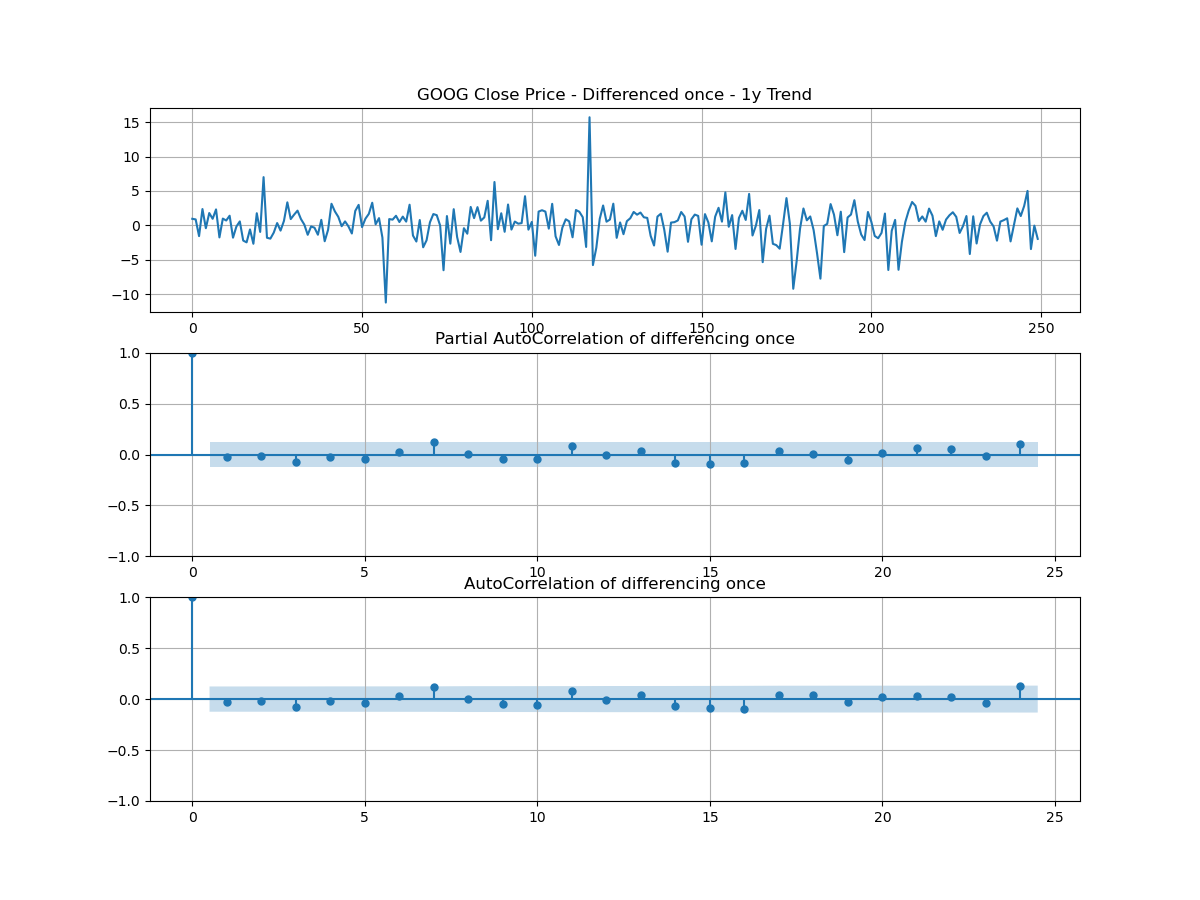 GOOG Close Price - Differenced once - 1y Trend
15
10
5
0
−5
−10
0 50 100 150 200 250
Partial AutoCorrelation of differencing once
1.0
0.5
0.0
−0.5
−1.0
0 5 10 15 20 25
AutoCorrelation of differencing once
1.0
0.5
0.0
−0.5
−1.0
0 5 10 15 20 25